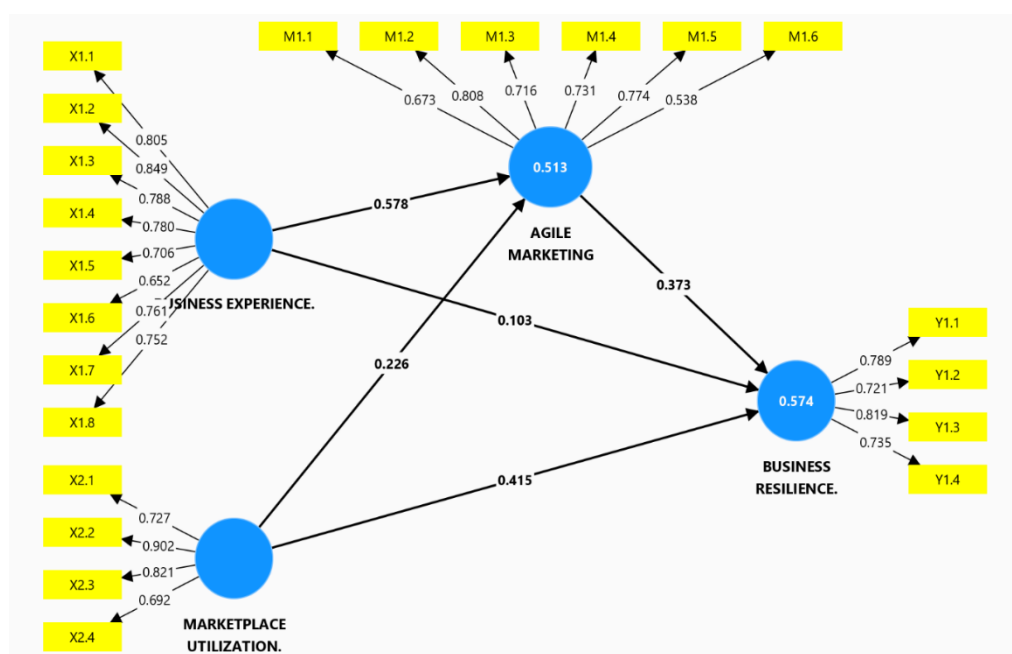 M1.1 M1.2 M1.3 M1.4 M1.5 M1.6
0.673 0.808 0.716 0.731 0.774 0.538
0.513
AGILE
MARKETING
X1.1
X1.2
X1.3
X1.4
X1.5
X1.6
X1.7
X1.8
0.805
0.849
0.788
0.780
0.706
0.652
0.761
0.752
EXPERIENCE.
0.578
0.103
0.226
0.373
0.415
X2.1
X2.2
X2.3
X2.4
0.727
0.902
0.821
0.692
MARKETPLACE
UTILIZATION.
0.574
BUSINESS
RESILIENCE.
0.789
0.721
0.819
0.735
Y1.1
Y1.2
Y1.3
Y1.4